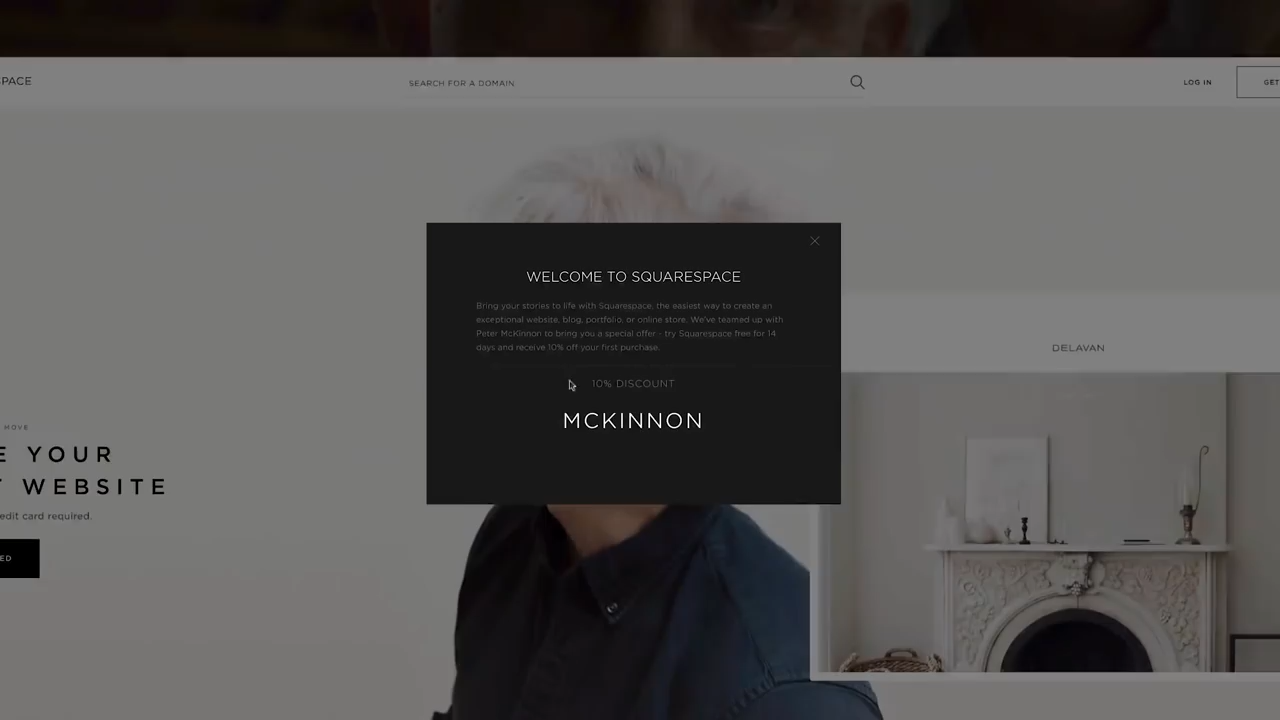 PACE
SEARCH FOR A DOMAIN
LOG IN
GET
WELCOME TO SQUARESPACE
Bring your stories to life with Squarespace, the easiest way to create an
exceptional website, blog, portfolio, or online store. We've teamed up with
Peter McKinnon to bring you a special offer - try Squarespace free for 14
days and receive 10% off your first purchase.
10% DISCOUNT
MCKINNON
DELAVAN
MOVE
E YOUR
T WEBSITE
edit card required.
ED